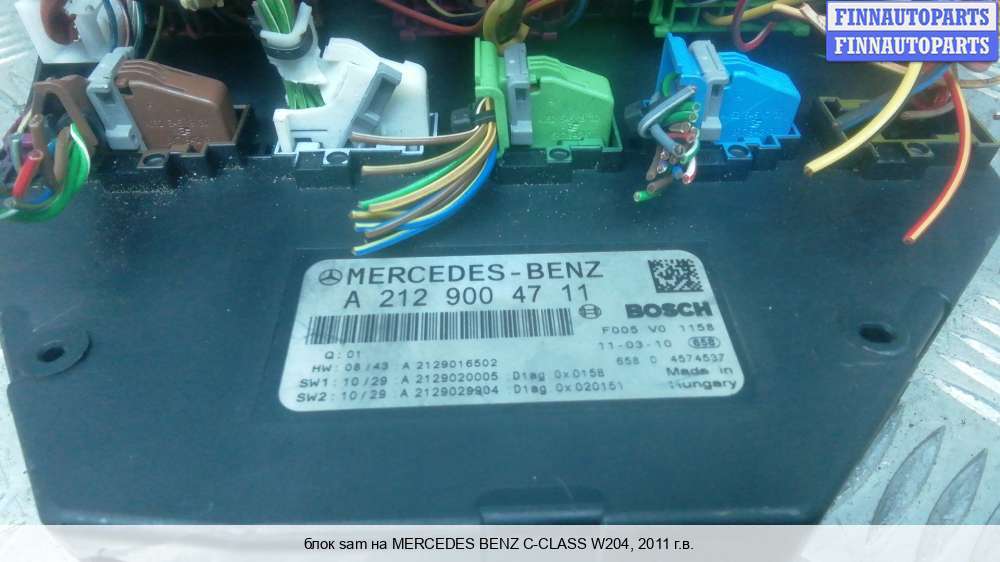 FINNAUTOPARTS
FINNAUTOPARTS
MERCEDES-BENZ
A 212 900 47 11
BOSCH
F005 V0 1158
11-03-10 658
658 0 4574537
Made in
Hungary
Q: 01
HW: 08/43 A 2129016502
SW1: 10/29 A 2129020005 Diag 0x0158
SW2: 10/29 A 2129029904 Diag 0x020151
блок sam на MERCEDES BENZ C-CLASS W204, 2011 г.в.